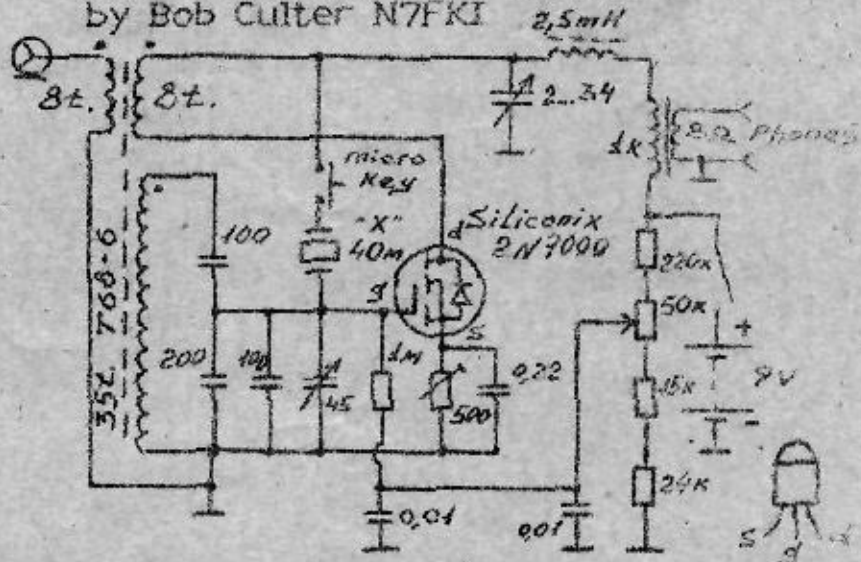 by Bob Culter N7FKI
2,5mH
8t.
8t.
2...34
1k
8Ω Phones
micro
key
"X"
40m
d
Siliconix
2N7000
g
s
100
220k
50k
+
35t. T68-6
200
100
45
1M
500
0,22
15k
9V
-
24k
0,01
0,01
s
g
d